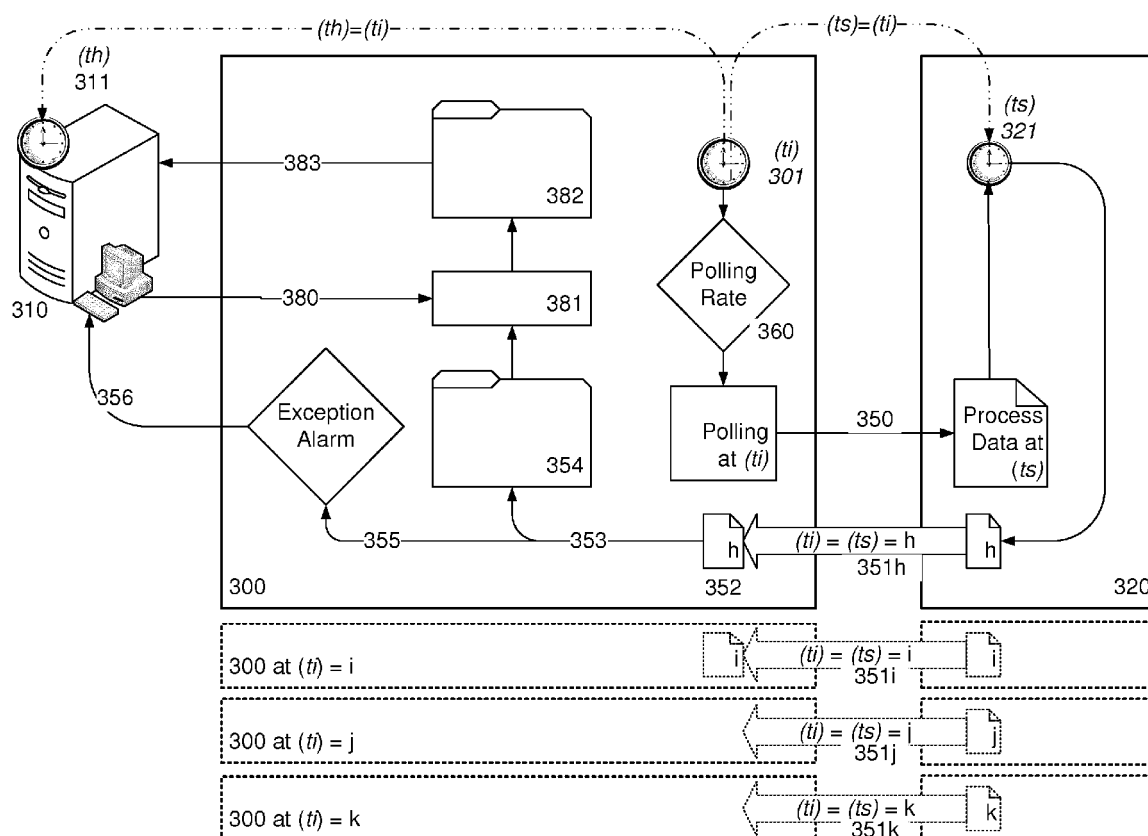 (th)=(ti)
(ts)=(ti)
(th)
311
(ts)
321
(ti)
301
383
382
Polling
Rate
360
310
380
381
356
Exception
Alarm
354
Polling
at (ti)
350
Process
Data at
(ts)
355
353
h
(ti) = (ts) = h
h
300
352
351h
320
300 at (ti) = i
i
(ti) = (ts) = i
i
351i
300 at (ti) = j
(ti) = (ts) = i
j
351j
300 at (ti) = k
(ti) = (ts) = k
k
351k